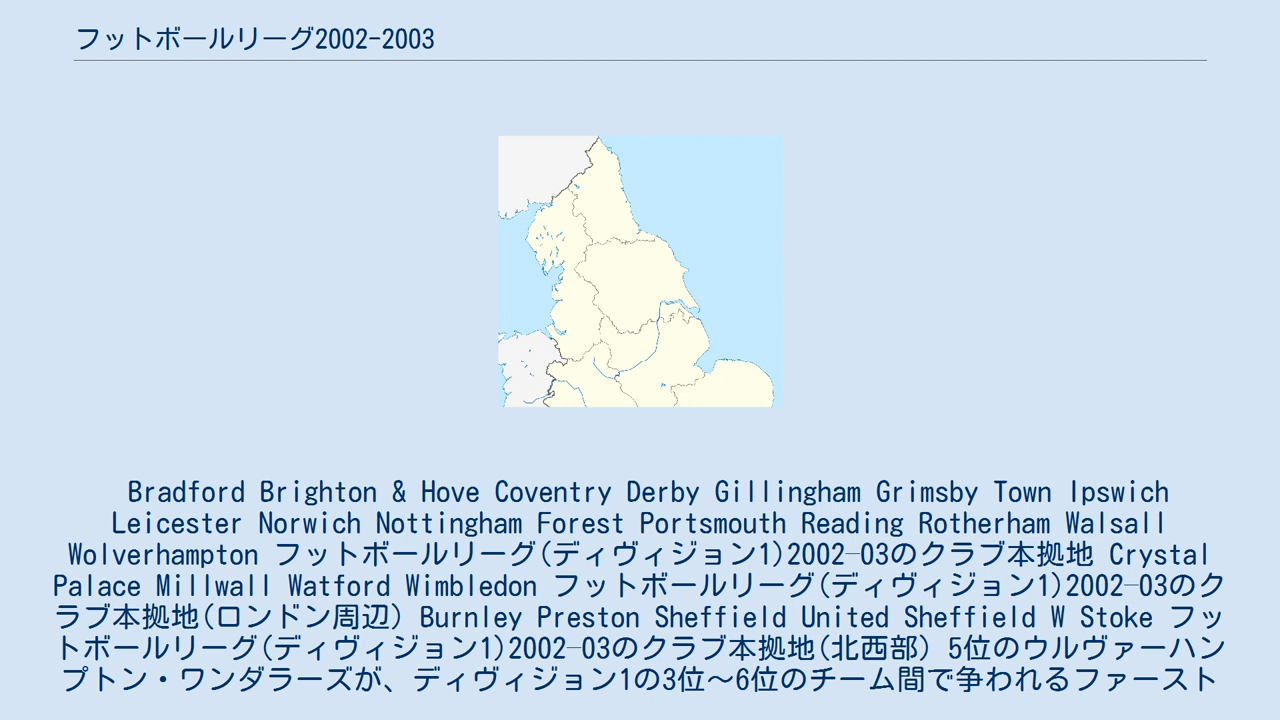 フットボールリーグ2002-2003
Bradford Brighton & Hove Coventry Derby Gillingham Grimsby Town Ipswich
Leicester Norwich Nottingham Forest Portsmouth Reading Rotherham Walsall
Wolverhampton フットボールリーグ(ディヴィジョン1)2002–03のクラブ本拠地 Crystal
Palace Millwall Watford Wimbledon フットボールリーグ(ディヴィジョン1)2002–03のク
ラブ本拠地(ロンドン周辺) Burnley Preston Sheffield United Sheffield W Stoke フッ
トボールリーグ(ディヴィジョン1)2002–03のクラブ本拠地(北西部) 5位のウルヴァーハン
プトン・ワンダラーズが、ディヴィジョン1の3位～6位のチーム間で争われるファースト